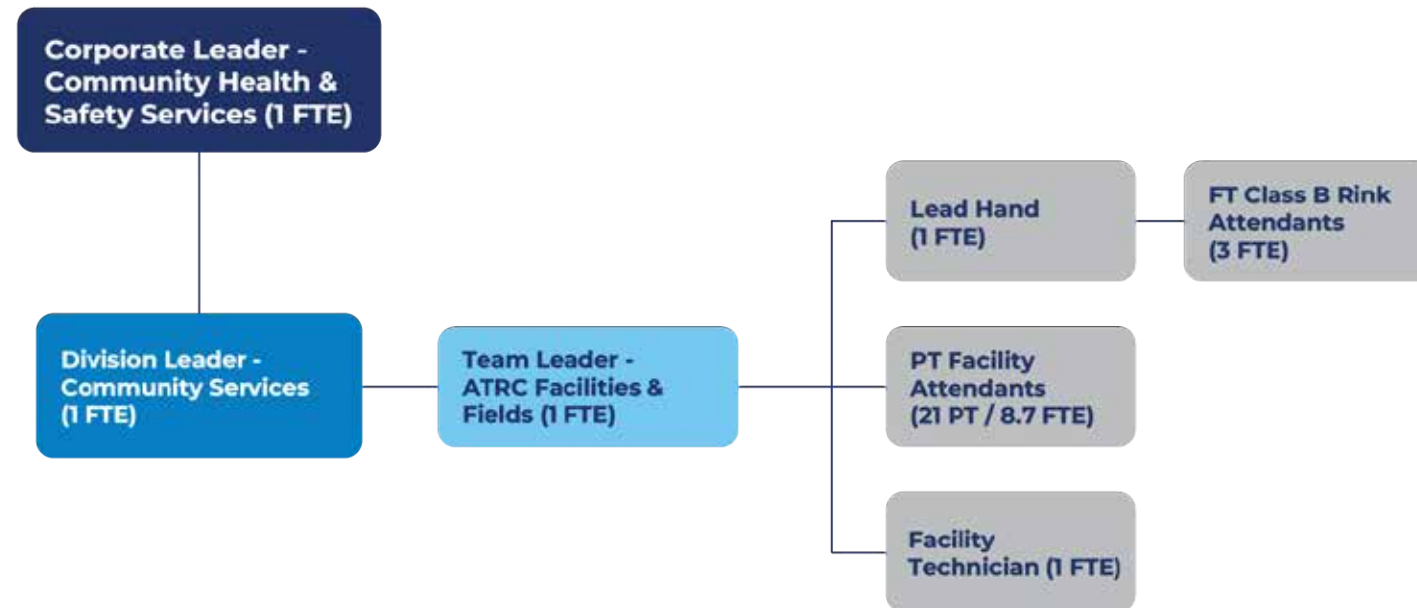 Corporate Leader -
Community Health &
Safety Services (1 FTE)
Division Leader -
Community Services
(1 FTE)
Team Leader -
ATRC Facilities &
Fields (1 FTE)
Lead Hand
(1 FTE)
FT Class B Rink
Attendants
(3 FTE)
PT Facility
Attendants
(21 PT / 8.7 FTE)
Facility
Technician (1 FTE)